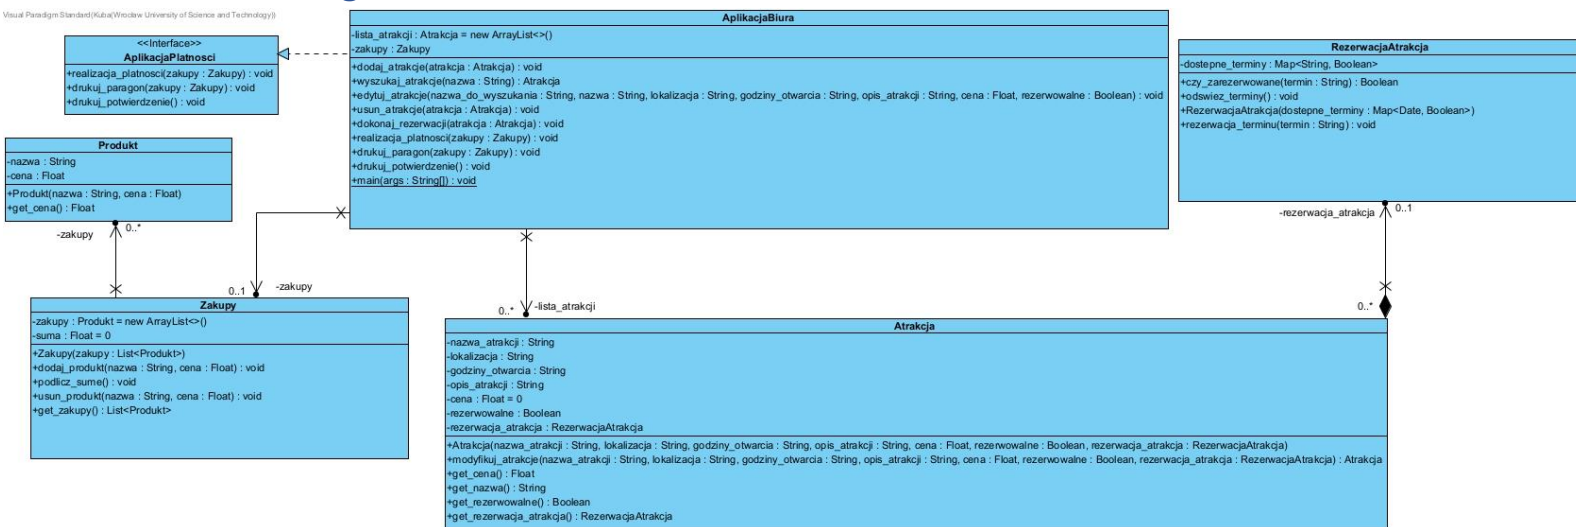 Visual Paradigm Standard(Kuba(Wrocław University of Science and Technology))
<<Interface>>
AplikacjaPlatnosci
+realizacja_platnosci(zakupy : Zakupy) : void
+drukuj_paragon(zakupy : Zakupy) : void
+drukuj_potwierdzenie() : void
AplikacjaBiura
-lista_atrakcji : Atrakcja = new ArrayList<>()
-zakupy : Zakupy
+dodaj_atrakcje(atrakcja : Atrakcja) : void
+wyszukaj_atrakcje(nazwa : String) : Atrakcja
+edytuj_atrakcje(nazwa_do_wyszukania : String, nazwa : String, lokalizacja : String, godziny_otwarcia : String, opis_atrakcji : String, cena : Float, rezerwowalne : Boolean) : void
+usun_atrakcje(atrakcja : Atrakcja) : void
+dokonaj_rezerwacji(atrakcja : Atrakcja) : void
+realizacja_platnosci(zakupy : Zakupy) : void
+drukuj_paragon(zakupy : Zakupy) : void
+drukuj_potwierdzenie() : void
+main(args : String[]) : void
RezerwacjaAtrakcja
-dostepne_terminy : Map<String, Boolean>
+czy_zarezerwowane(termin : String) : Boolean
+odswiez_terminy() : void
+RezerwacjaAtrakcja(dostepne_terminy : Map<Date, Boolean>)
+rezerwacja_terminu(termin : String) : void
Produkt
-nazwa : String
-cena : Float
+Produkt(nazwa : String, cena : Float)
+get_cena() : Float
0..*
-zakupy
0..1
-zakupy
0..*
-lista_atrakcji
-rezerwacja_atrakcja
0..1
0..*
Zakupy
-zakupy : Produkt = new ArrayList<>()
-suma : Float = 0
+Zakupy(zakupy : List<Produkt>)
+dodaj_produkt(nazwa : String, cena : Float) : void
+podlicz_sume() : void
+usun_produkt(nazwa : String, cena : Float) : void
+get_zakupy() : List<Produkt>
Atrakcja
-nazwa_atrakcji : String
-lokalizacja : String
-godziny_otwarcia : String
-opis_atrakcji : String
-cena : Float = 0
-rezerwowalne : Boolean
-rezerwacja_atrakcja : RezerwacjaAtrakcja
+Atrakcja(nazwa_atrakcji : String, lokalizacja : String, godziny_otwarcia : String, opis_atrakcji : String, cena : Float, rezerwowalne : Boolean, rezerwacja_atrakcja : RezerwacjaAtrakcja)
+modyfikuj_atrakcje(nazwa_atrakcji : String, lokalizacja : String, godziny_otwarcia : String, opis_atrakcji : String, cena : Float, rezerwowalne : Boolean, rezerwacja_atrakcja : RezerwacjaAtrakcja) : Atrakcja
+get_cena() : Float
+get_nazwa() : String
+get_rezerwowalne() : Boolean
+get_rezerwacja_atrakcja() : RezerwacjaAtrakcja